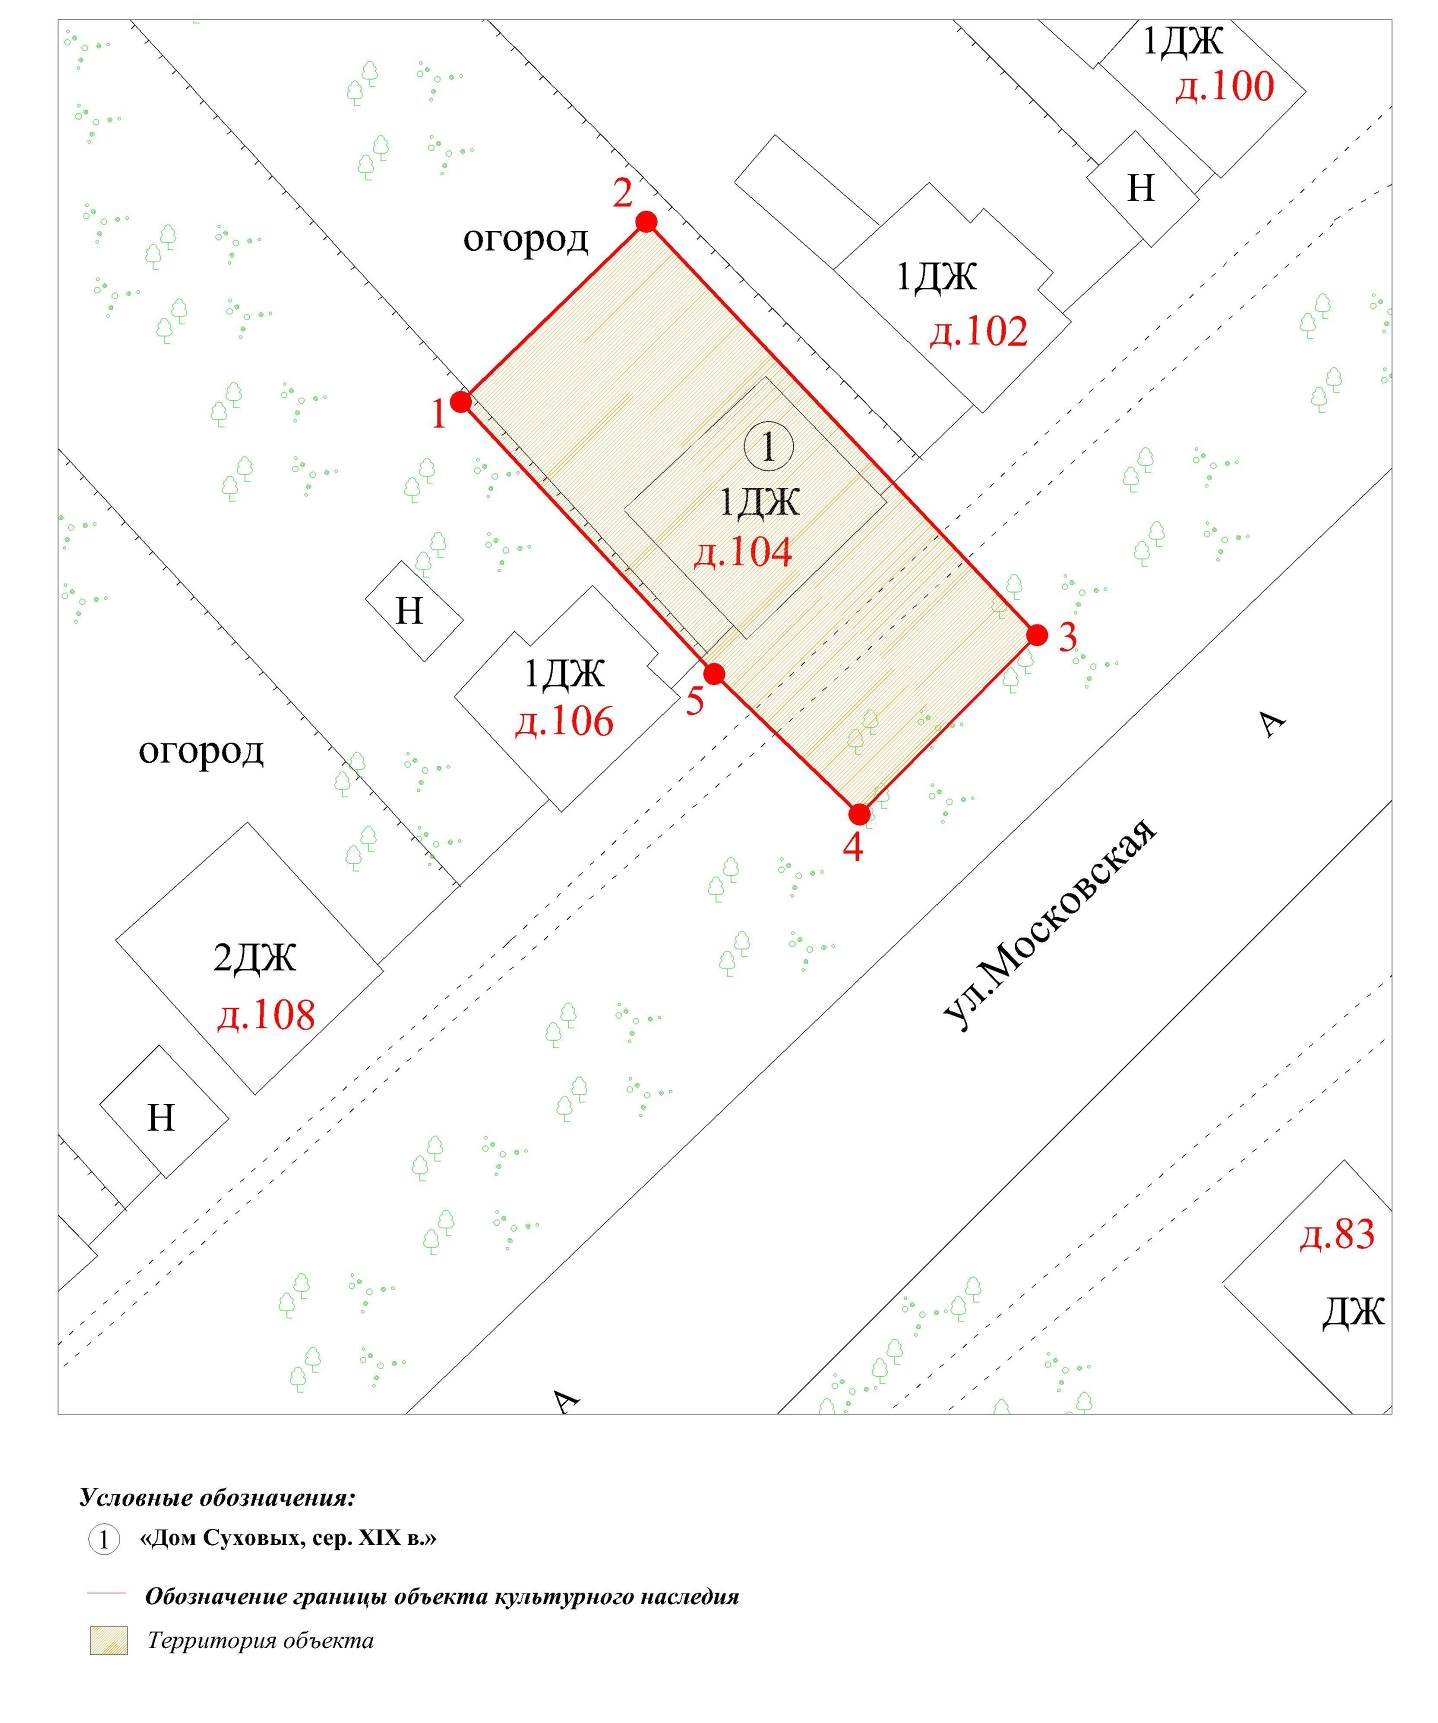 1ДЖ
д.100
Н
2
огород
1ДЖ
д.102
1
1
1ДЖ
д.104
Н
3
1ДЖ
5
д.106
А
огород
4
ул.Московская
2ДЖ
д.108
Н
д.83
ДЖ
А
Условные обозначения:
1 «Дом Суховых, сер. XIX в.»
Обозначение границы объекта культурного наследия
Территория объекта